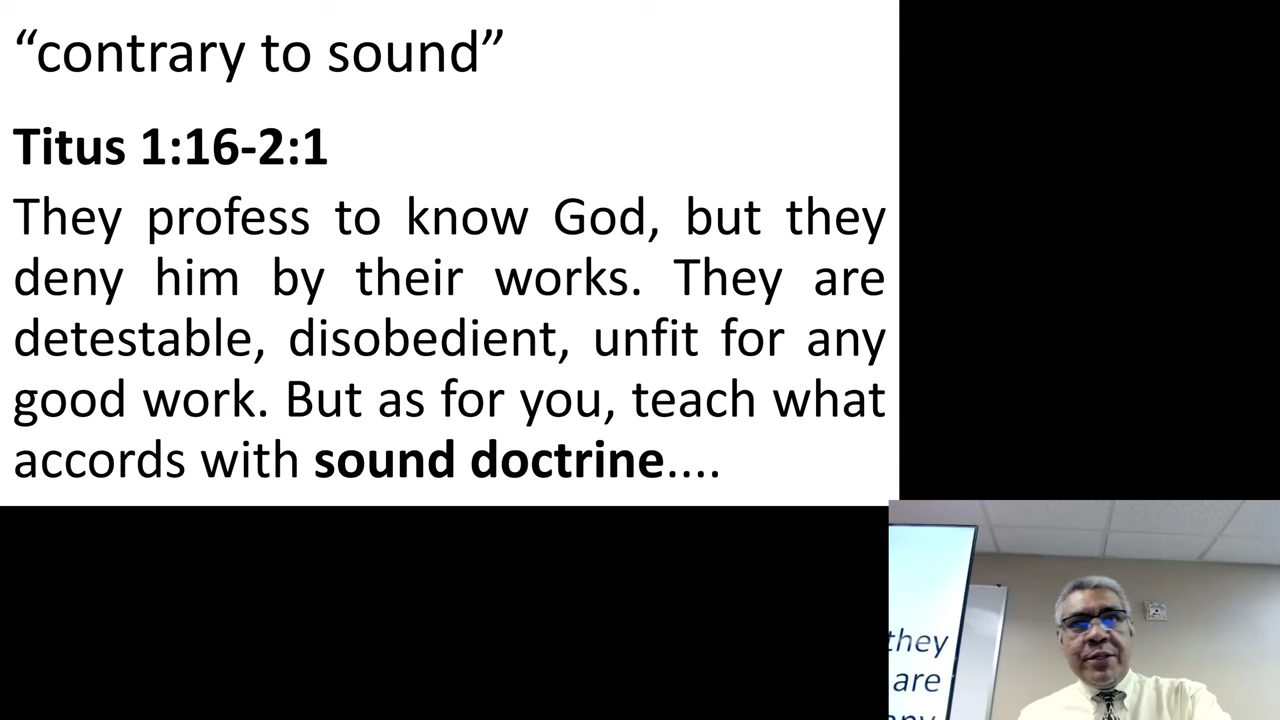 “contrary to sound”
Titus 1:16-2:1
They profess to know God, but they
deny him by their works. They are
detestable, disobedient, unfit for any
good work. But as for you, teach what
accords with sound doctrine....
they
are
any